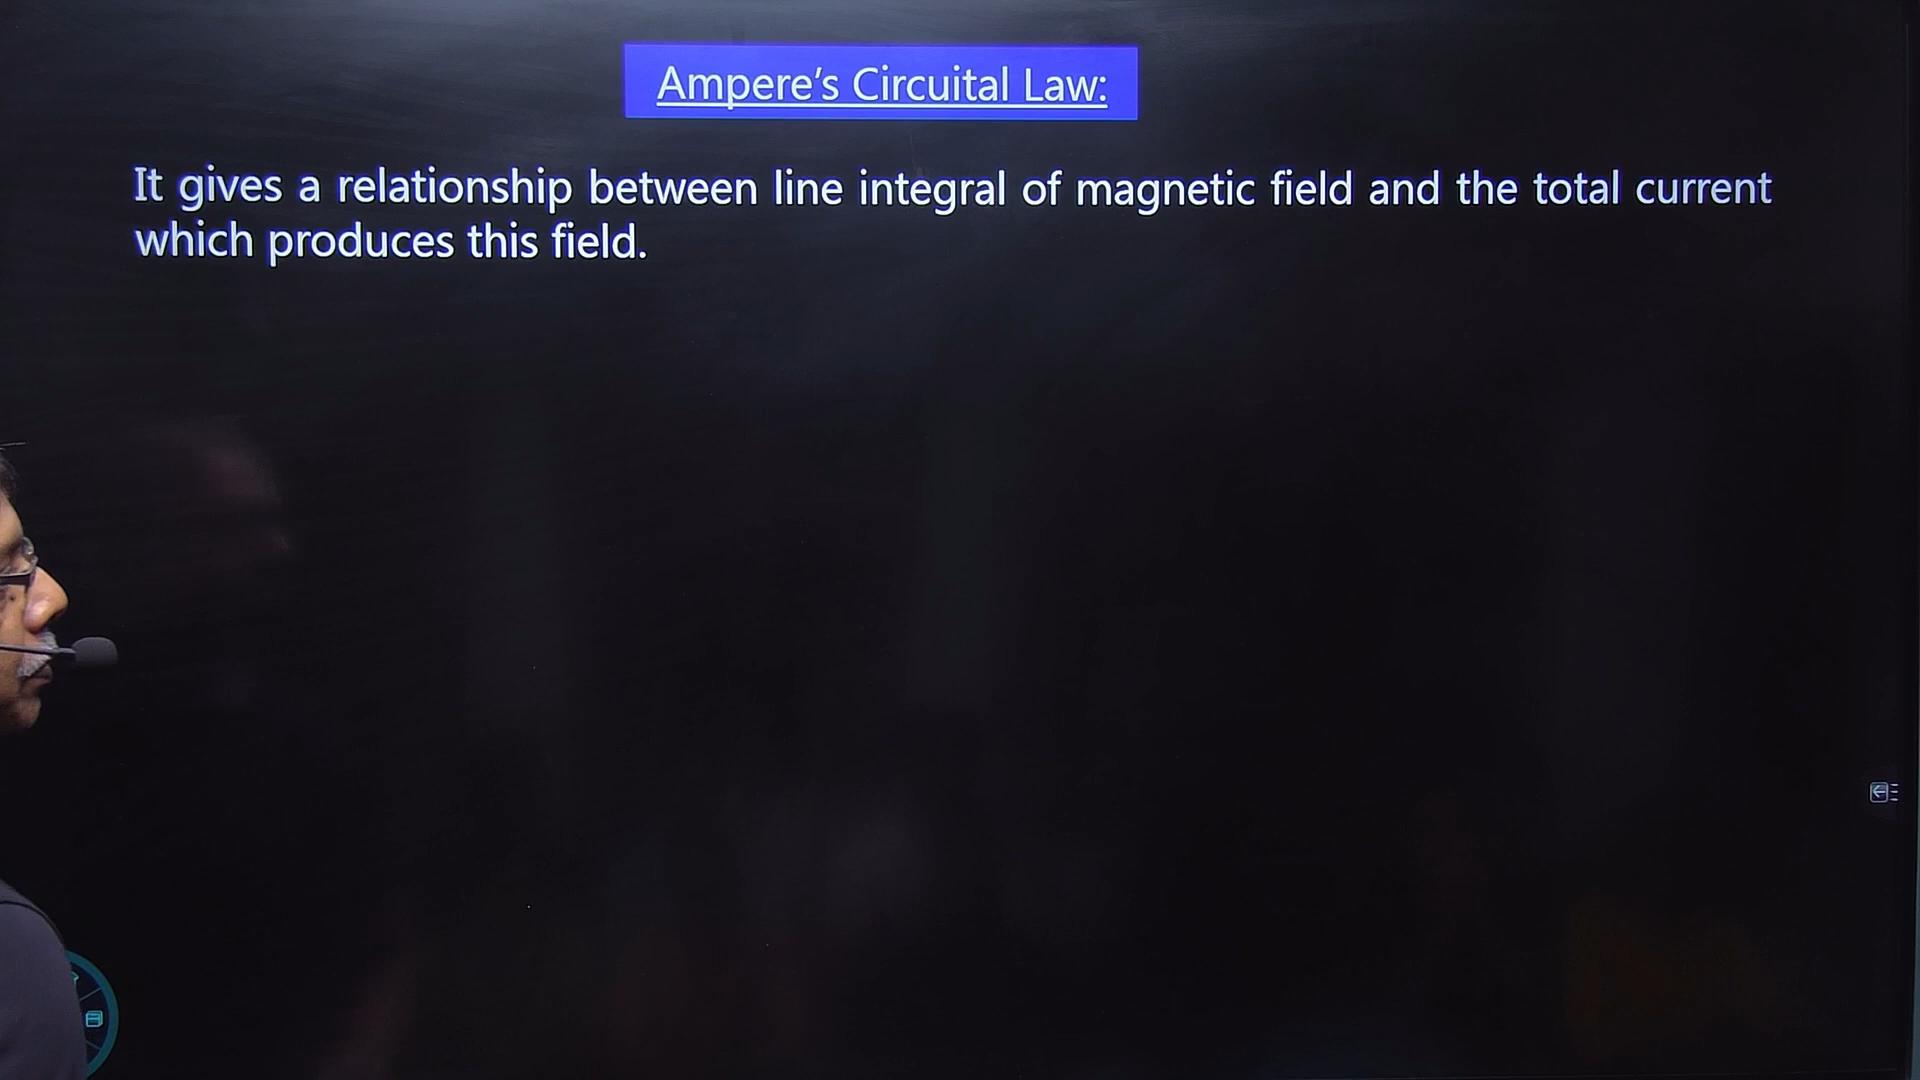 Ampere’s Circuital Law:
It gives a relationship between line integral of magnetic field and the total current
which produces this field.